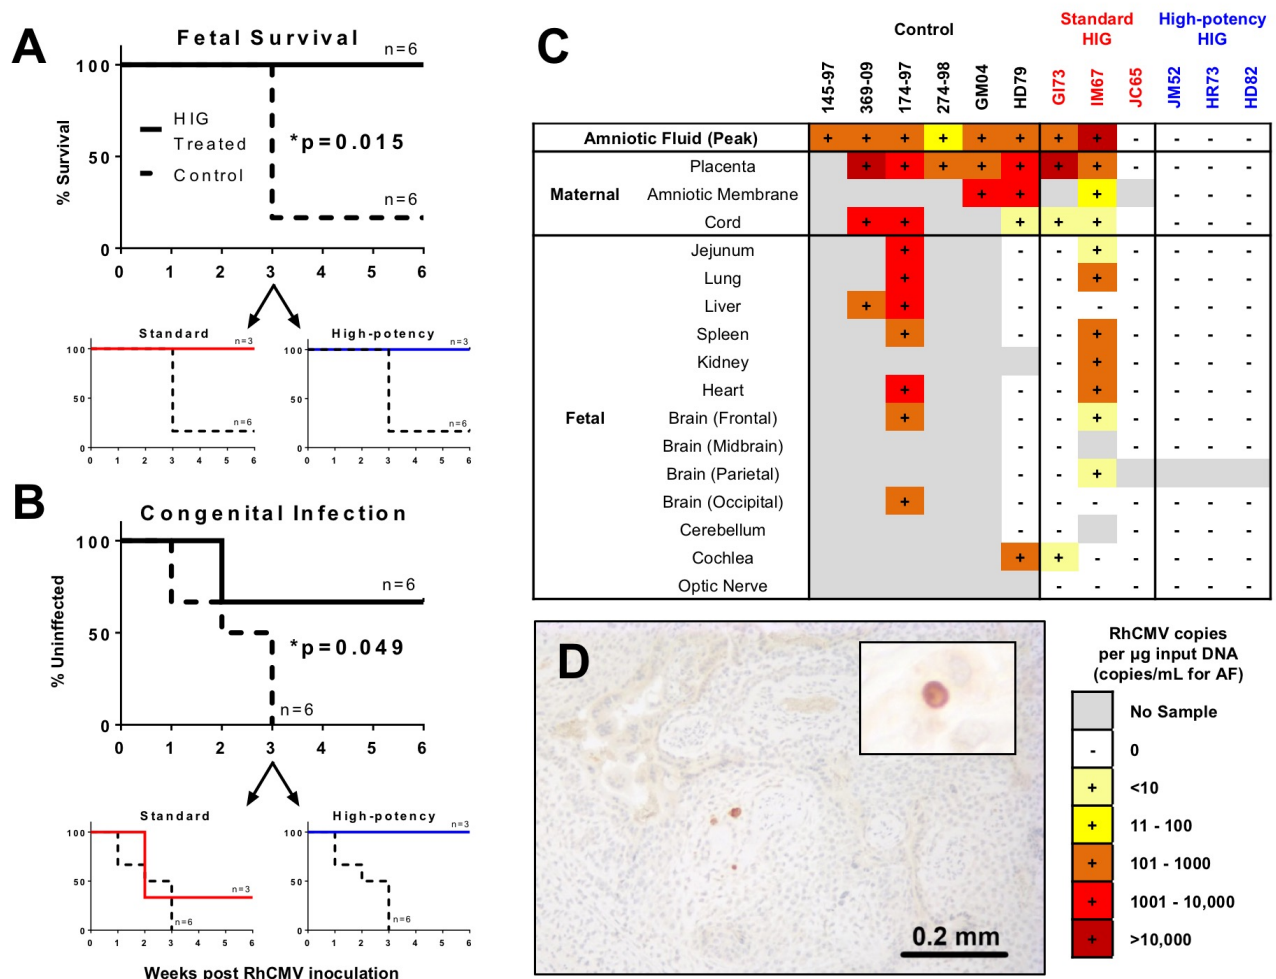 A
Fetal Survival
n=6
100
HIG
Treated
*p=0.015
50
Control
n=6
% Survival
0
0 1 2 3 4 5 6
Standard
n=3
100
50
n=6
0
0 1 2 3 4 5 6
High-potency
n=3
100
50
n=6
0
0 1 2 3 4 5 6
B
Congenital Infection
100
n=6
50
*p=0.049
n=6
% Uninffected
0
0 1 2 3 4 5 6
Standard
n=3
100
50
n=3
n=6
0
0 1 2 3 4 5 6
High-potency
n=3
100
50
n=6
0
0 1 2 3 4 5 6
Weeks post RhCMV inoculation
C
Control
Standard
HIG
High-potency
HIG
145-97 369-09 174-97 274-98 GM04 HD79 GI73 IM67 JC65 JM52 HR73 HD82
Amniotic Fluid (Peak) + + + + + + + + - - - -
Maternal
Placenta + + + + + + + - - - -
Amniotic Membrane + + + - - -
Cord + + + + + - - - -
Fetal
Jejunum + - - + - - - -
Lung + - - + - - - -
Liver + + - - - - - - -
Spleen + - - + - - - -
Kidney - + - - - -
Heart + - - + - - - -
Brain (Frontal) + - - + - - - -
Brain (Midbrain) - - - - - -
Brain (Parietal) - - +
Brain (Occipital) + - - - - - - -
Cerebellum - - - - - -
Cochlea + + - - - - -
Optic Nerve - - - - - - -
D
0.2 mm
RhCMV copies
per µg input DNA
(copies/mL for AF)
No Sample
- 0
+ <10
+ 11 - 100
+ 101 - 1000
+ 1001 - 10,000
+ >10,000